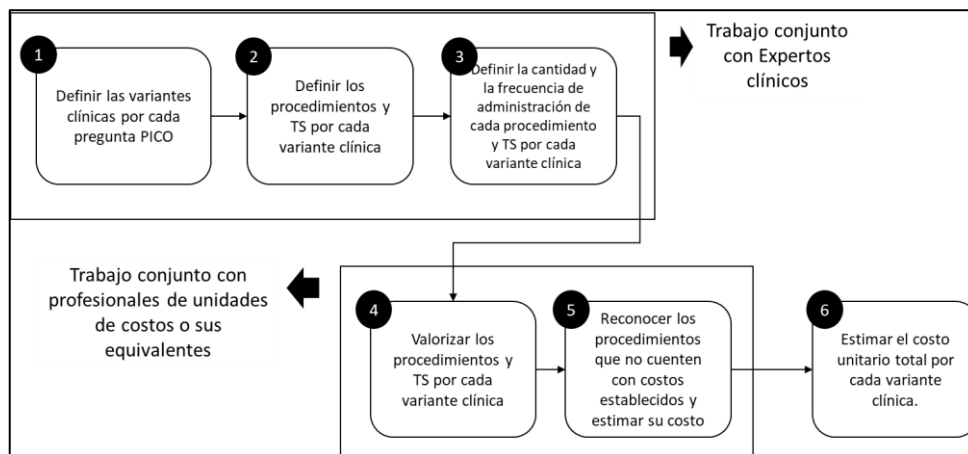 1
Definir las variantes
clínicas por cada
pregunta PICO
2
Definir los
procedimientos y
TS por cada
variante clínica
3
Definir la cantidad y
la frecuencia de
administración de
cada procedimiento
y TS por cada
variante clínica
Trabajo conjunto
con Expertos
clínicos
Trabajo conjunto con
profesionales de unidades
de costos o sus
equivalentes
4
Valorizar los
procedimientos y
TS por cada
variante clínica
5
Reconocer los
procedimientos
que no cuenten
con costos
establecidos y
estimar su costo
6
Estimar el costo
unitario total por
cada variante
clínica.